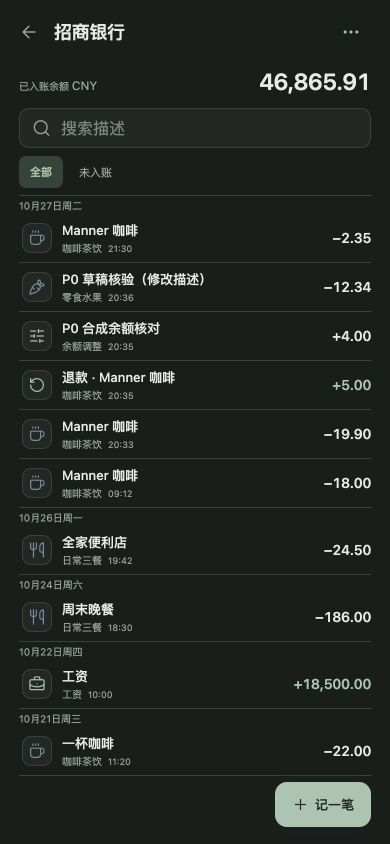 招商银行
已入账余额 CNY
46,865.91
搜索描述
全部 未入账
10月27日周二
Manner 咖啡
−2.35
咖啡茶饮 21:30
P0 草稿核验（修改描述）
−12.34
零食水果 20:36
P0 合成余额核对
+4.00
余额调整 20:35
退款 · Manner 咖啡
+5.00
咖啡茶饮 20:35
Manner 咖啡
−19.90
咖啡茶饮 20:33
Manner 咖啡
−18.00
咖啡茶饮 09:12
10月26日周一
全家便利店
−24.50
日常三餐 19:42
10月24日周六
周末晚餐
−186.00
日常三餐 18:30
10月22日周四
工资
+18,500.00
工资 10:00
10月21日周三
一杯咖啡
−22.00
咖啡茶饮 11:20
+ 记一笔